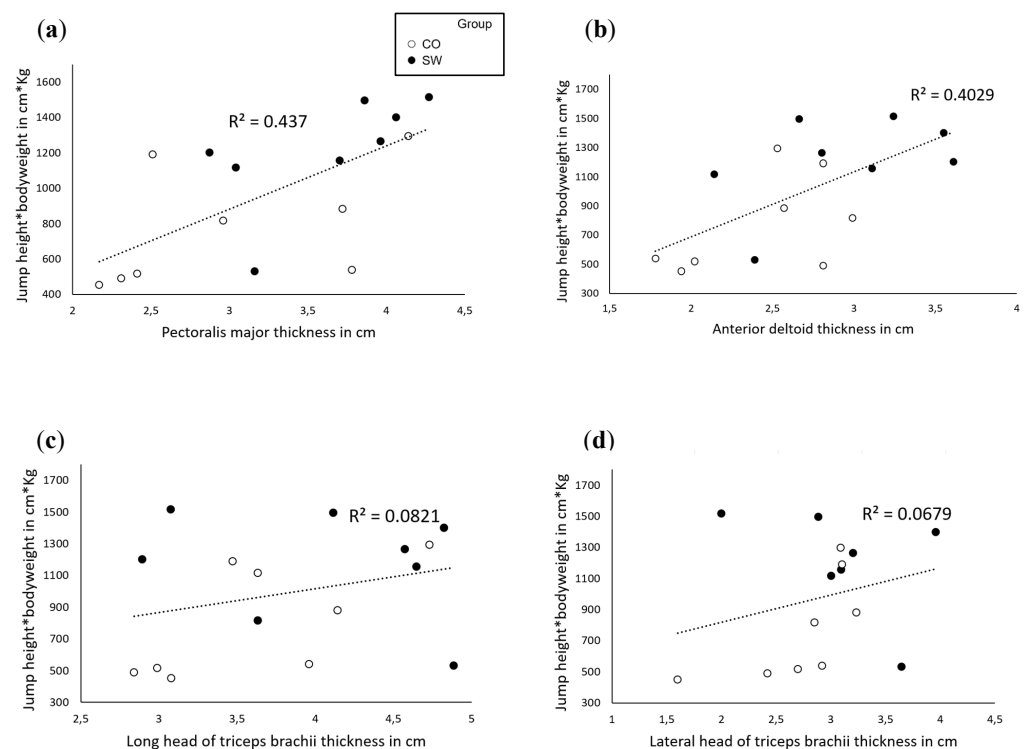 (a)
Group
CO
SW
Jump height*bodyweight in cm*Kg
1600
1400
1200
1000
800
600
400
R² = 0.437
2 2,5 3 3,5 4 4,5
Pectoralis major thickness in cm
(b)
Jump height*bodyweight in cm*Kg
1700
1500
1300
1100
900
700
500
300
R² = 0.4029
1,5 2 2,5 3 3,5 4
Anterior deltoid thickness in cm
(c)
Jump height*bodyweight in cm*Kg
1700
1500
1300
1100
900
700
500
300
R² = 0.0821
2,5 3 3,5 4 4,5 5
Long head of triceps brachii thickness in cm
(d)
Jump height*bodyweight in cm*Kg
1700
1500
1300
1100
900
700
500
300
R² = 0.0679
1 1,5 2 2,5 3 3,5 4 4,5
Lateral head of triceps brachii thickness in cm